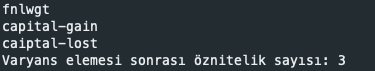 fnlwgt
capital-gain
caiptal-lost
Varyans elemesi sonrası öznitelik sayısı: 3